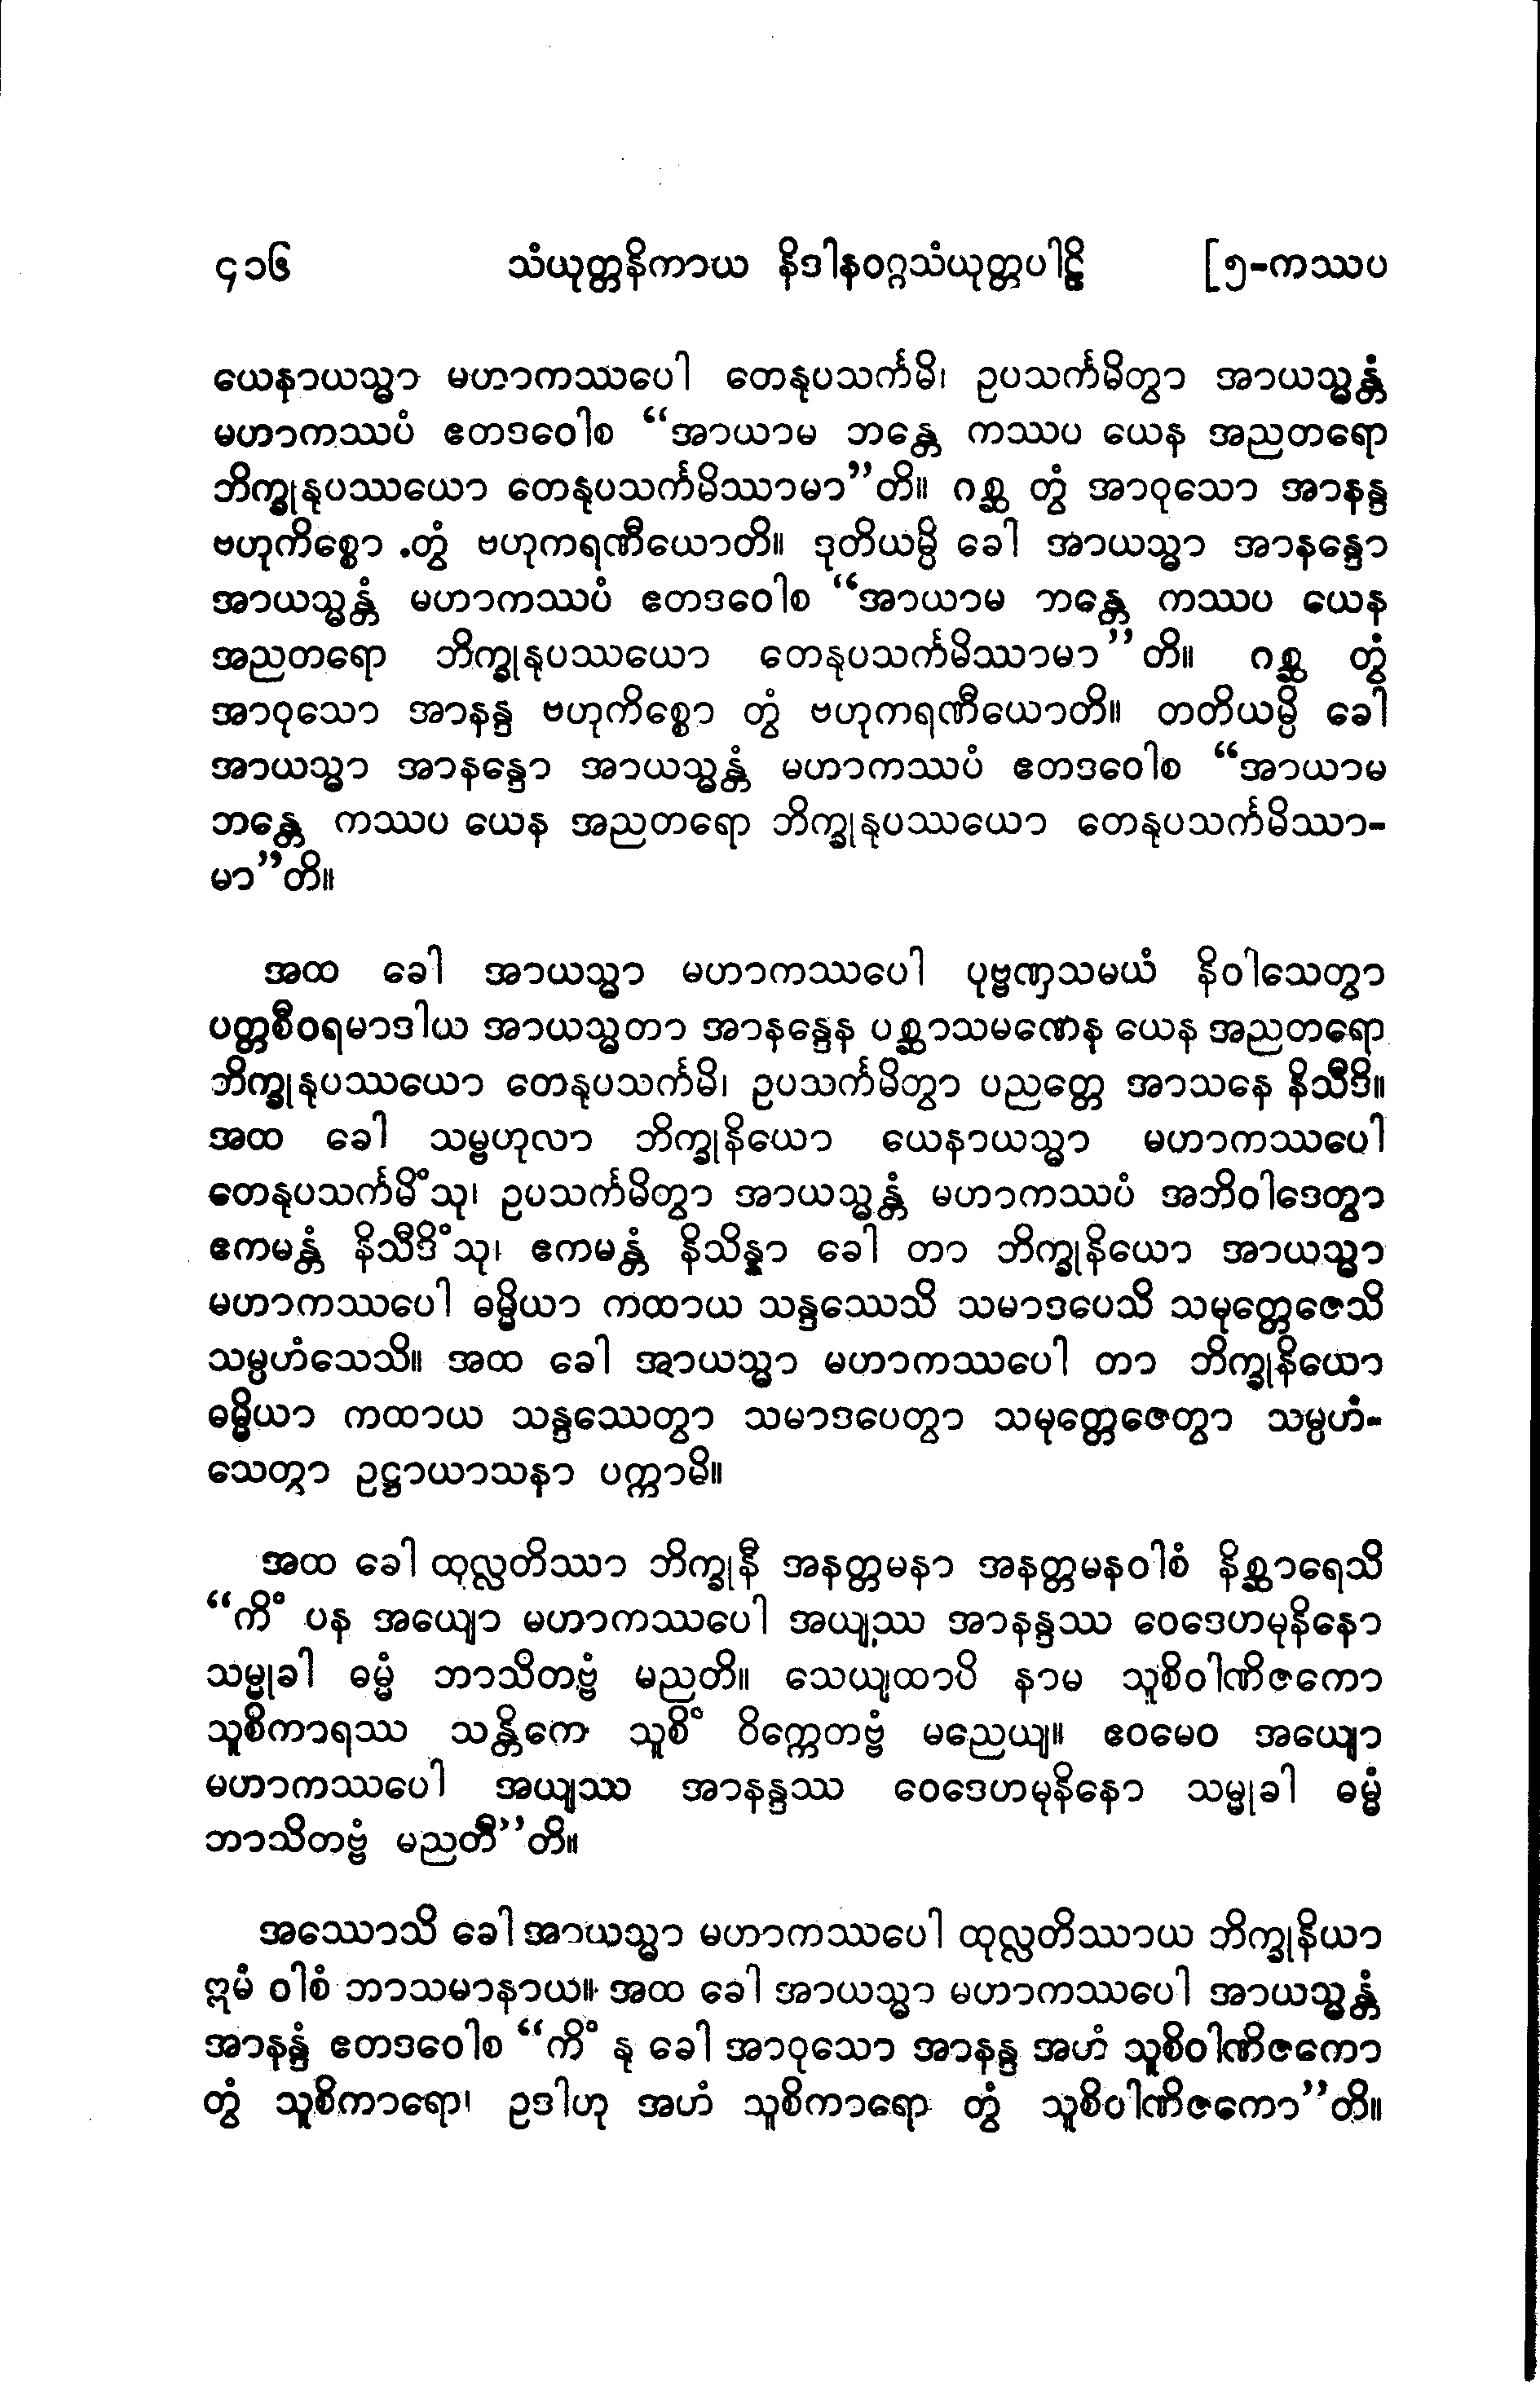 ၄၁၆ သံယုတ္တနိကာယ နိဒါနဝဂ္ဂသံယုတ္တပါဠိ [၅-ကဿပ
ယေနာယသ္မာ မဟာကဿပေါ တေနုပသင်္ကမိ၊ ဥပသင်္ကမိတွာ အာယသ္မန္တံ
မဟာကဿပံ ဧတဒဝေါစ “အာယာမ ဘန္တေ ကဿပ ယေန အညတရော
ဘိက္ခုနုပဿယော တေနုပသင်္ကမိဿာမာ”တိ။ ဂစ္ဆ တွံ အာဝုသော အာနန္ဒ
ဗဟုကိစ္စော တွံ ဗဟုကရဏီယောတိ။ ဒုတိယမ္ပိ ခေါ အာယသ္မာ အာနန္ဒော
အာယသ္မန္တံ မဟာကဿပံ ဧတဒဝေါစ “အာယာမ ဘန္တေ ကဿပ ယေန
အညတရော ဘိက္ခုနုပဿယော တေနုပသင်္ကမိဿာမာ”တိ။ ဂစ္ဆ တွံ
အာဝုသော အာနန္ဒ ဗဟုကိစ္စော တွံ ဗဟုကရဏီယောတိ။ တတိယမ္ပိ ခေါ
အာယသ္မာ အာနန္ဒော အာယသ္မန္တံ မဟာကဿပံ ဧတဒဝေါစ “အာယာမ
ဘန္တေ ကဿပ ယေန အညတရော ဘိက္ခုနုပဿယော တေနုပသင်္ကမိဿာ-
မာ”တိ။
အထ ခေါ အာယသ္မာ မဟာကဿပေါ ပုဗ္ဗဏှသမယံ နိဝါသေတွာ
ပတ္တစီဝရမာဒါယ အာယသ္မတာ အာနန္ဒေန ပစ္ဆာသမဏေန ယေန အညတရော
ဘိက္ခုနုပဿယော တေနုပသင်္ကမိ၊ ဥပသင်္ကမိတွာ ပညတ္တေ အာသနေ နိသီဒိ။
အထ ခေါ သမ္ဗဟုလာ ဘိက္ခုနိယော ယေနာယသ္မာ မဟာကဿပေါ
တေနုပသင်္ကမိံသု၊ ဥပသင်္ကမိတွာ အာယသ္မန္တံ မဟာကဿပံ အဘိဝါဒေတွာ
ဧကမန္တံ နိသီဒိံသု၊ ဧကမန္တံ နိသိန္နာ ခေါ တာ ဘိက္ခုနိယော အာယသ္မာ
မဟာကဿပေါ ဓမ္မိယာ ကထာယ သန္ဒဿေသိ သမာဒပေသိ သမုတ္တေဇေသိ
သမ္ပဟံသေသိ။ အထ ခေါ အာယသ္မာ မဟာကဿပေါ တာ ဘိက္ခုနိယော
ဓမ္မိယာ ကထာယ သန္ဒဿေတွာ သမာဒပေတွာ သမုတ္တေဇေတွာ သမ္ပဟံ-
သေတွာ ဥဋ္ဌာယာသနာ ပက္ကာမိ။
အထ ခေါ ထုလ္လတိဿာ ဘိက္ခုနီ အနတ္တမနာ အနတ္တမနဝါစံ နိစ္ဆာရေသိ
“ကိံ ပန အယျော မဟာကဿပေါ အယျဿ အာနန္ဒဿ ဝေဒေဟမုနိနော
သမ္မုခါ ဓမ္မံ ဘာသိတဗ္ဗံ မညတိ။ သေယျထာပိ နာမ သူစိဝါဏိဇကော
သူစိကာရဿ သန္တိကေ သူစိံ ဝိက္ကေတဗ္ဗံ မညေယျ။ ဧဝမေဝ အယျော
မဟာကဿပေါ အယျဿ အာနန္ဒဿ ဝေဒေဟမုနိနော သမ္မုခါ ဓမ္မံ
ဘာသိတဗ္ဗံ မညတီ”တိ။
အဿောသိ ခေါ အာယသ္မာ မဟာကဿပေါ ထုလ္လတိဿာယ ဘိက္ခုနိယာ
ဣမံ ဝါစံ ဘာသမာနာယ။ အထ ခေါ အာယသ္မာ မဟာကဿပေါ အာယသ္မန္တံ
အာနန္ဒံ ဧတဒဝေါစ “ကိံ နု ခေါ အာဝုသော အာနန္ဒ အဟံ သူစိဝါဏိဇကော
တွံ သူစိကာရော၊ ဥဒါဟု အဟံ သူစိကာရော တွံ သူစိဝါဏိဇကော”တိ။